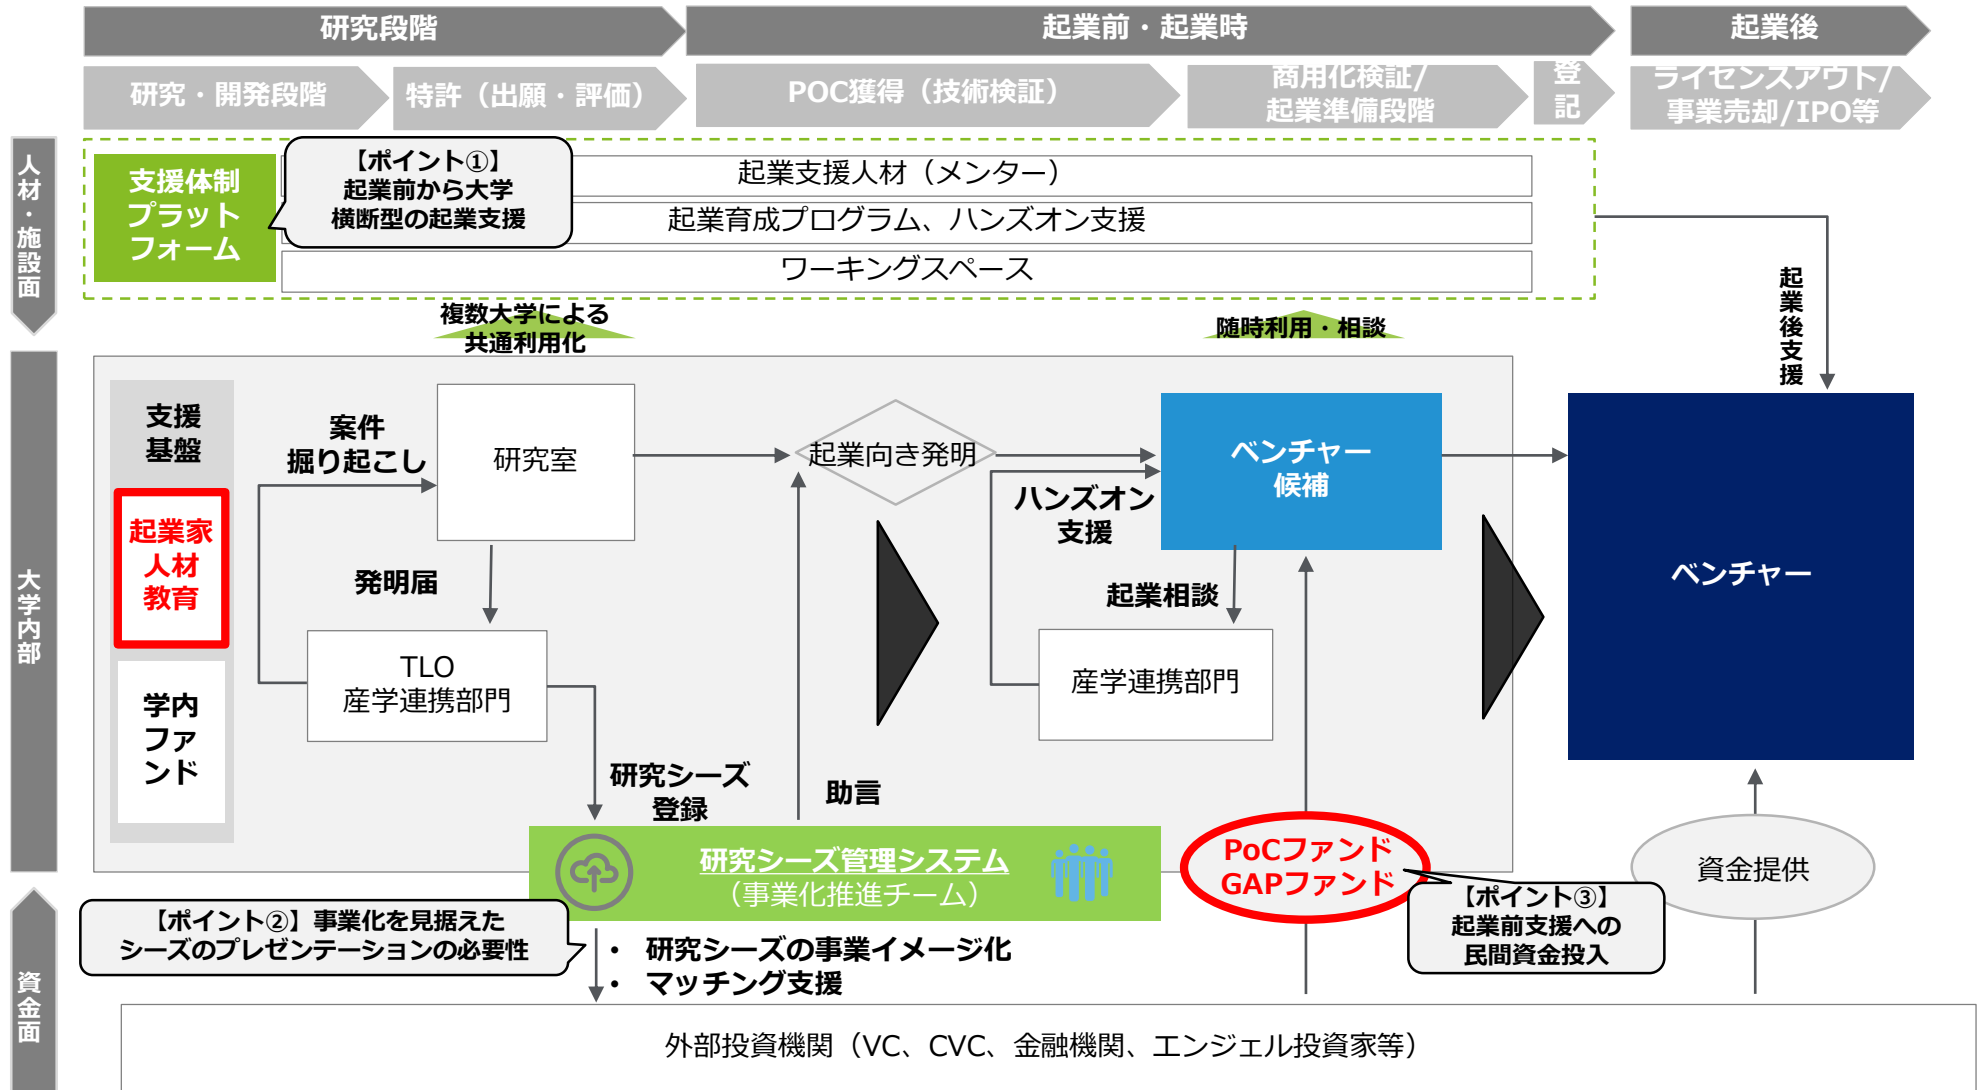 研究段階
起業前・起業時
起業後
研究・開発段階
特許（出願・評価）
POC獲得（技術検証）
商用化検証/
起業準備段階
登
記
ライセンスアウト/
事業売却/IPO等
人材・施設面
支援体制
プラット
フォーム
【ポイント①】
起業前から大学
横断型の起業支援
起業支援人材（メンター）
起業育成プログラム、ハンズオン支援
ワーキングスペース
複数大学による
共通利用化
随時利用・相談
起業後支援
大学内部
支援
基盤
起業家
人材
教育
学内
ファ
ンド
案件
掘り起こし
研究室
発明届
TLO
産学連携部門
研究シーズ
登録
起業向き発明
助言
ハンズオン
支援
ベンチャー
候補
起業相談
産学連携部門
ベンチャー
研究シーズ管理システム
（事業化推進チーム）
PoCファンド
GAPファンド
資金提供
資金面
【ポイント②】事業化を見据えた
シーズのプレゼンテーションの必要性
・ 研究シーズの事業イメージ化
・ マッチング支援
【ポイント③】
起業前支援への
民間資金投入
外部投資機関（VC、CVC、金融機関、エンジェル投資家等）